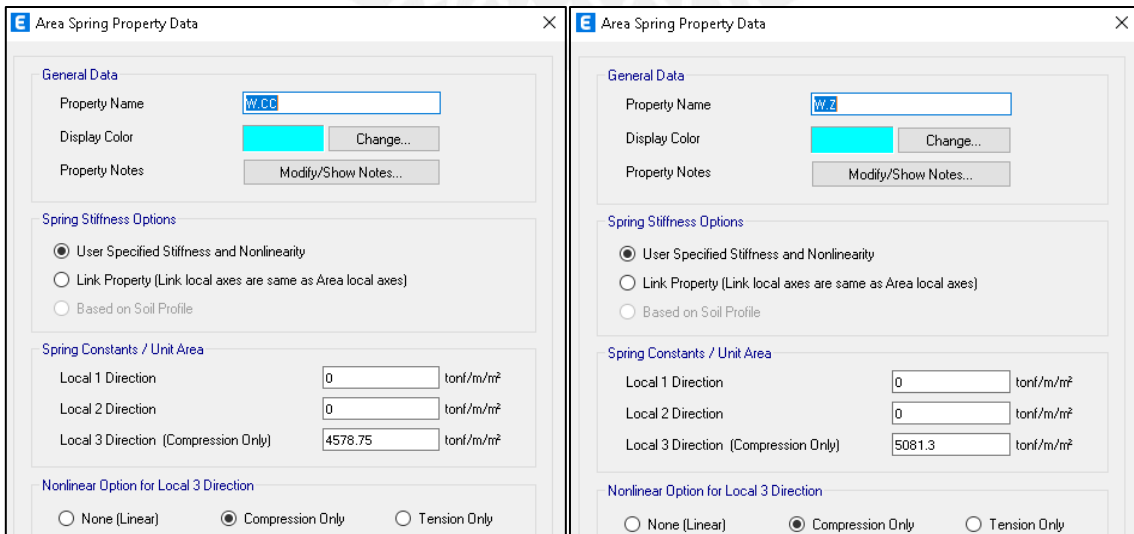 E Area Spring Property Data
General Data
Property Name W.CC
Display Color Change...
Property Notes Modify/Show Notes...
Spring Stiffness Options
User Specified Stiffness and Nonlinearity
Link Property (Link local axes are same as Area local axes)
Based on Soil Profile
Spring Constants / Unit Area
Local 1 Direction 0 tonf/m/m²
Local 2 Direction 0 tonf/m/m²
Local 3 Direction (Compression Only) 4578.75 tonf/m/m²
Nonlinear Option for Local 3 Direction
None (Linear) Compression Only Tension Only
E Area Spring Property Data
General Data
Property Name W.Z
Display Color Change...
Property Notes Modify/Show Notes...
Spring Stiffness Options
User Specified Stiffness and Nonlinearity
Link Property (Link local axes are same as Area local axes)
Based on Soil Profile
Spring Constants / Unit Area
Local 1 Direction 0 tonf/m/m²
Local 2 Direction 0 tonf/m/m²
Local 3 Direction (Compression Only) 5081.3 tonf/m/m²
Nonlinear Option for Local 3 Direction
None (Linear) Compression Only Tension Only